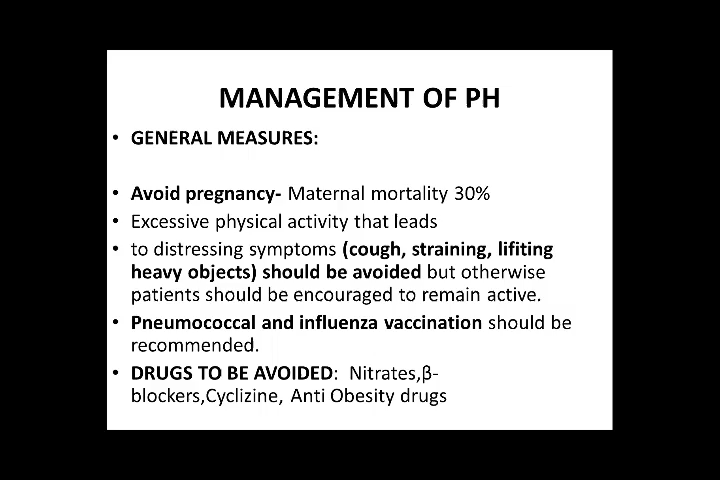 MANAGEMENT OF PH
• GENERAL MEASURES:
• Avoid pregnancy- Maternal mortality 30%
• Excessive physical activity that leads
• to distressing symptoms (cough, straining, lifiting
heavy objects) should be avoided but otherwise
patients should be encouraged to remain active.
• Pneumococcal and influenza vaccination should be
recommended.
• DRUGS TO BE AVOIDED: Nitrates,β-
blockers,Cyclizine, Anti Obesity drugs